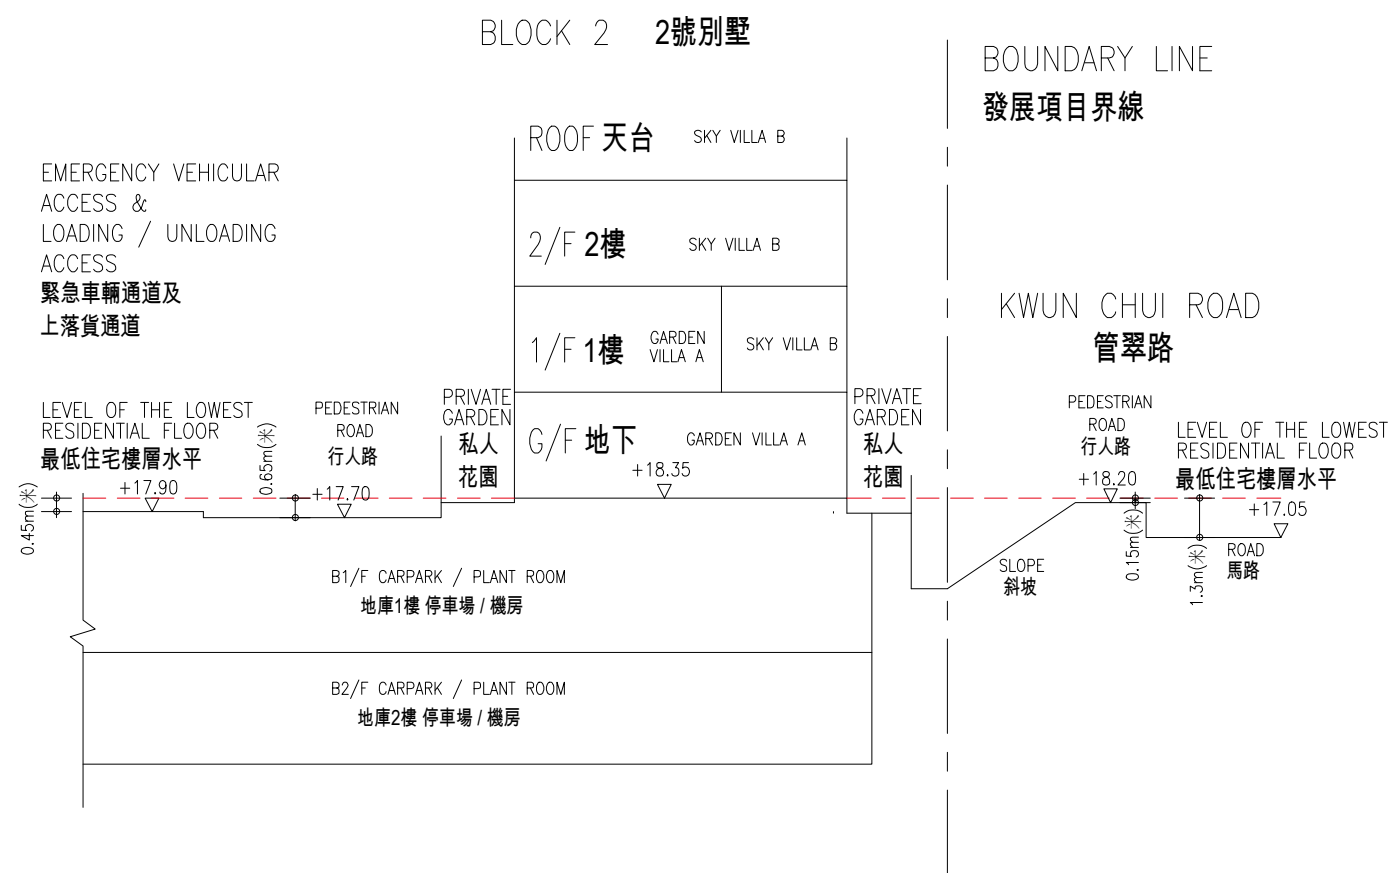 BLOCK 2 2號別墅
BOUNDARY LINE
發展項目界線
ROOF 天台 SKY VILLA B
EMERGENCY VEHICULAR
ACCESS &
LOADING / UNLOADING
ACCESS
緊急車輛通道及
上落貨通道
2/F 2樓 SKY VILLA B
KWUN CHUI ROAD
管翠路
1/F 1樓
GARDEN
VILLA A
SKY VILLA B
LEVEL OF THE LOWEST
RESIDENTIAL FLOOR
最低住宅樓層水平
+17.90
0.45m(米)
0.65m(米)
PEDESTRIAN
ROAD
行人路
+17.70
PRIVATE
GARDEN
私人
花園
G/F 地下 GARDEN VILLA A
+18.35
PRIVATE
GARDEN
私人
花園
PEDESTRIAN
ROAD
行人路
+18.20
LEVEL OF THE LOWEST
RESIDENTIAL FLOOR
最低住宅樓層水平
+17.05
0.15m(米)
1.3m(米)
ROAD
馬路
SLOPE
斜坡
B1/F CARPARK / PLANT ROOM
地庫1樓 停車場 / 機房
B2/F CARPARK / PLANT ROOM
地庫2樓 停車場 / 機房